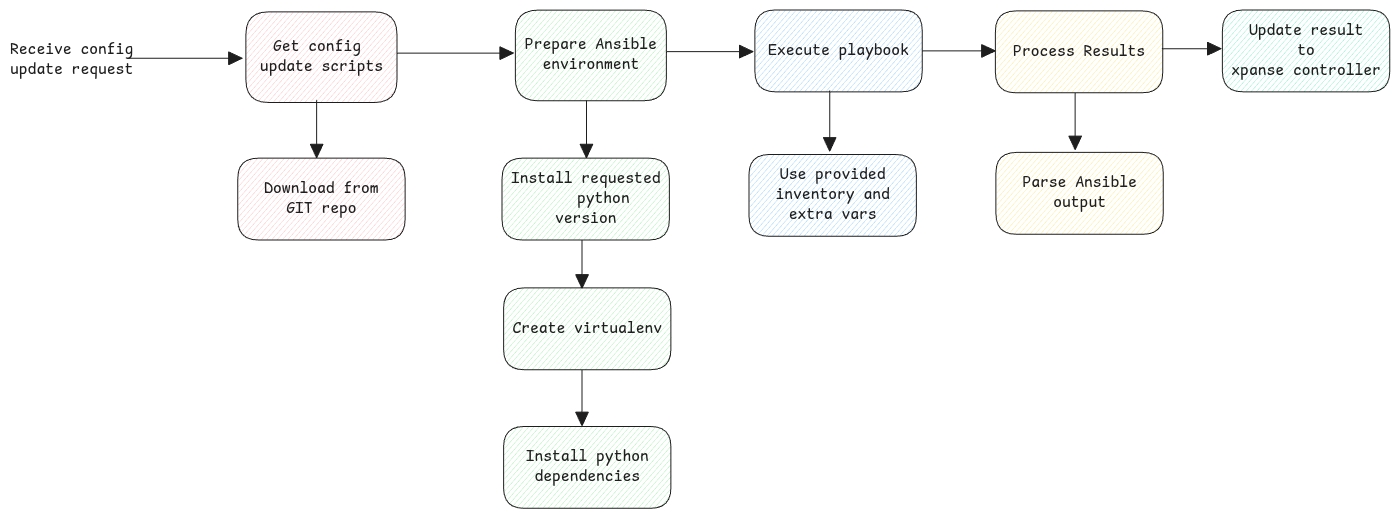 Receive config
update request
Get config
update scripts
Prepare Ansible
environment
Execute playbook
Process Results
Update result
to
xpanse controller
Download from
GIT repo
Install requested
python
version
Use provided
inventory and
extra vars
Parse Ansible
output
Create virtualenv
Install python
dependencies